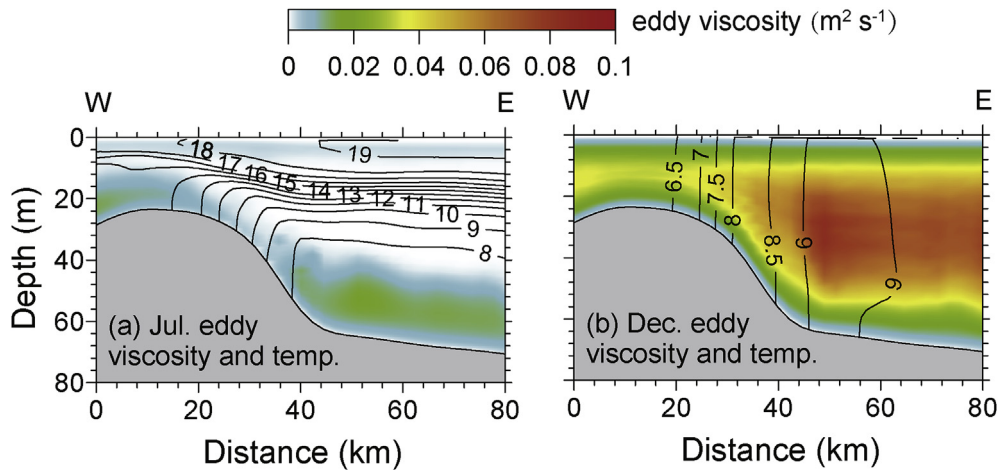 eddy viscosity (m² s⁻¹)
0 0.02 0.04 0.06 0.08 0.1
W E
W E
0
20
40
60
80
Depth (m)
18 17 16 15 14 13 12 11 10
19
9
8
(a) Jul. eddy
viscosity and temp.
6.5 7 7.5 8 8.5 9 9
(b) Dec. eddy
viscosity and temp.
0 20 40 60 80
0 20 40 60 80
Distance (km)
Distance (km)